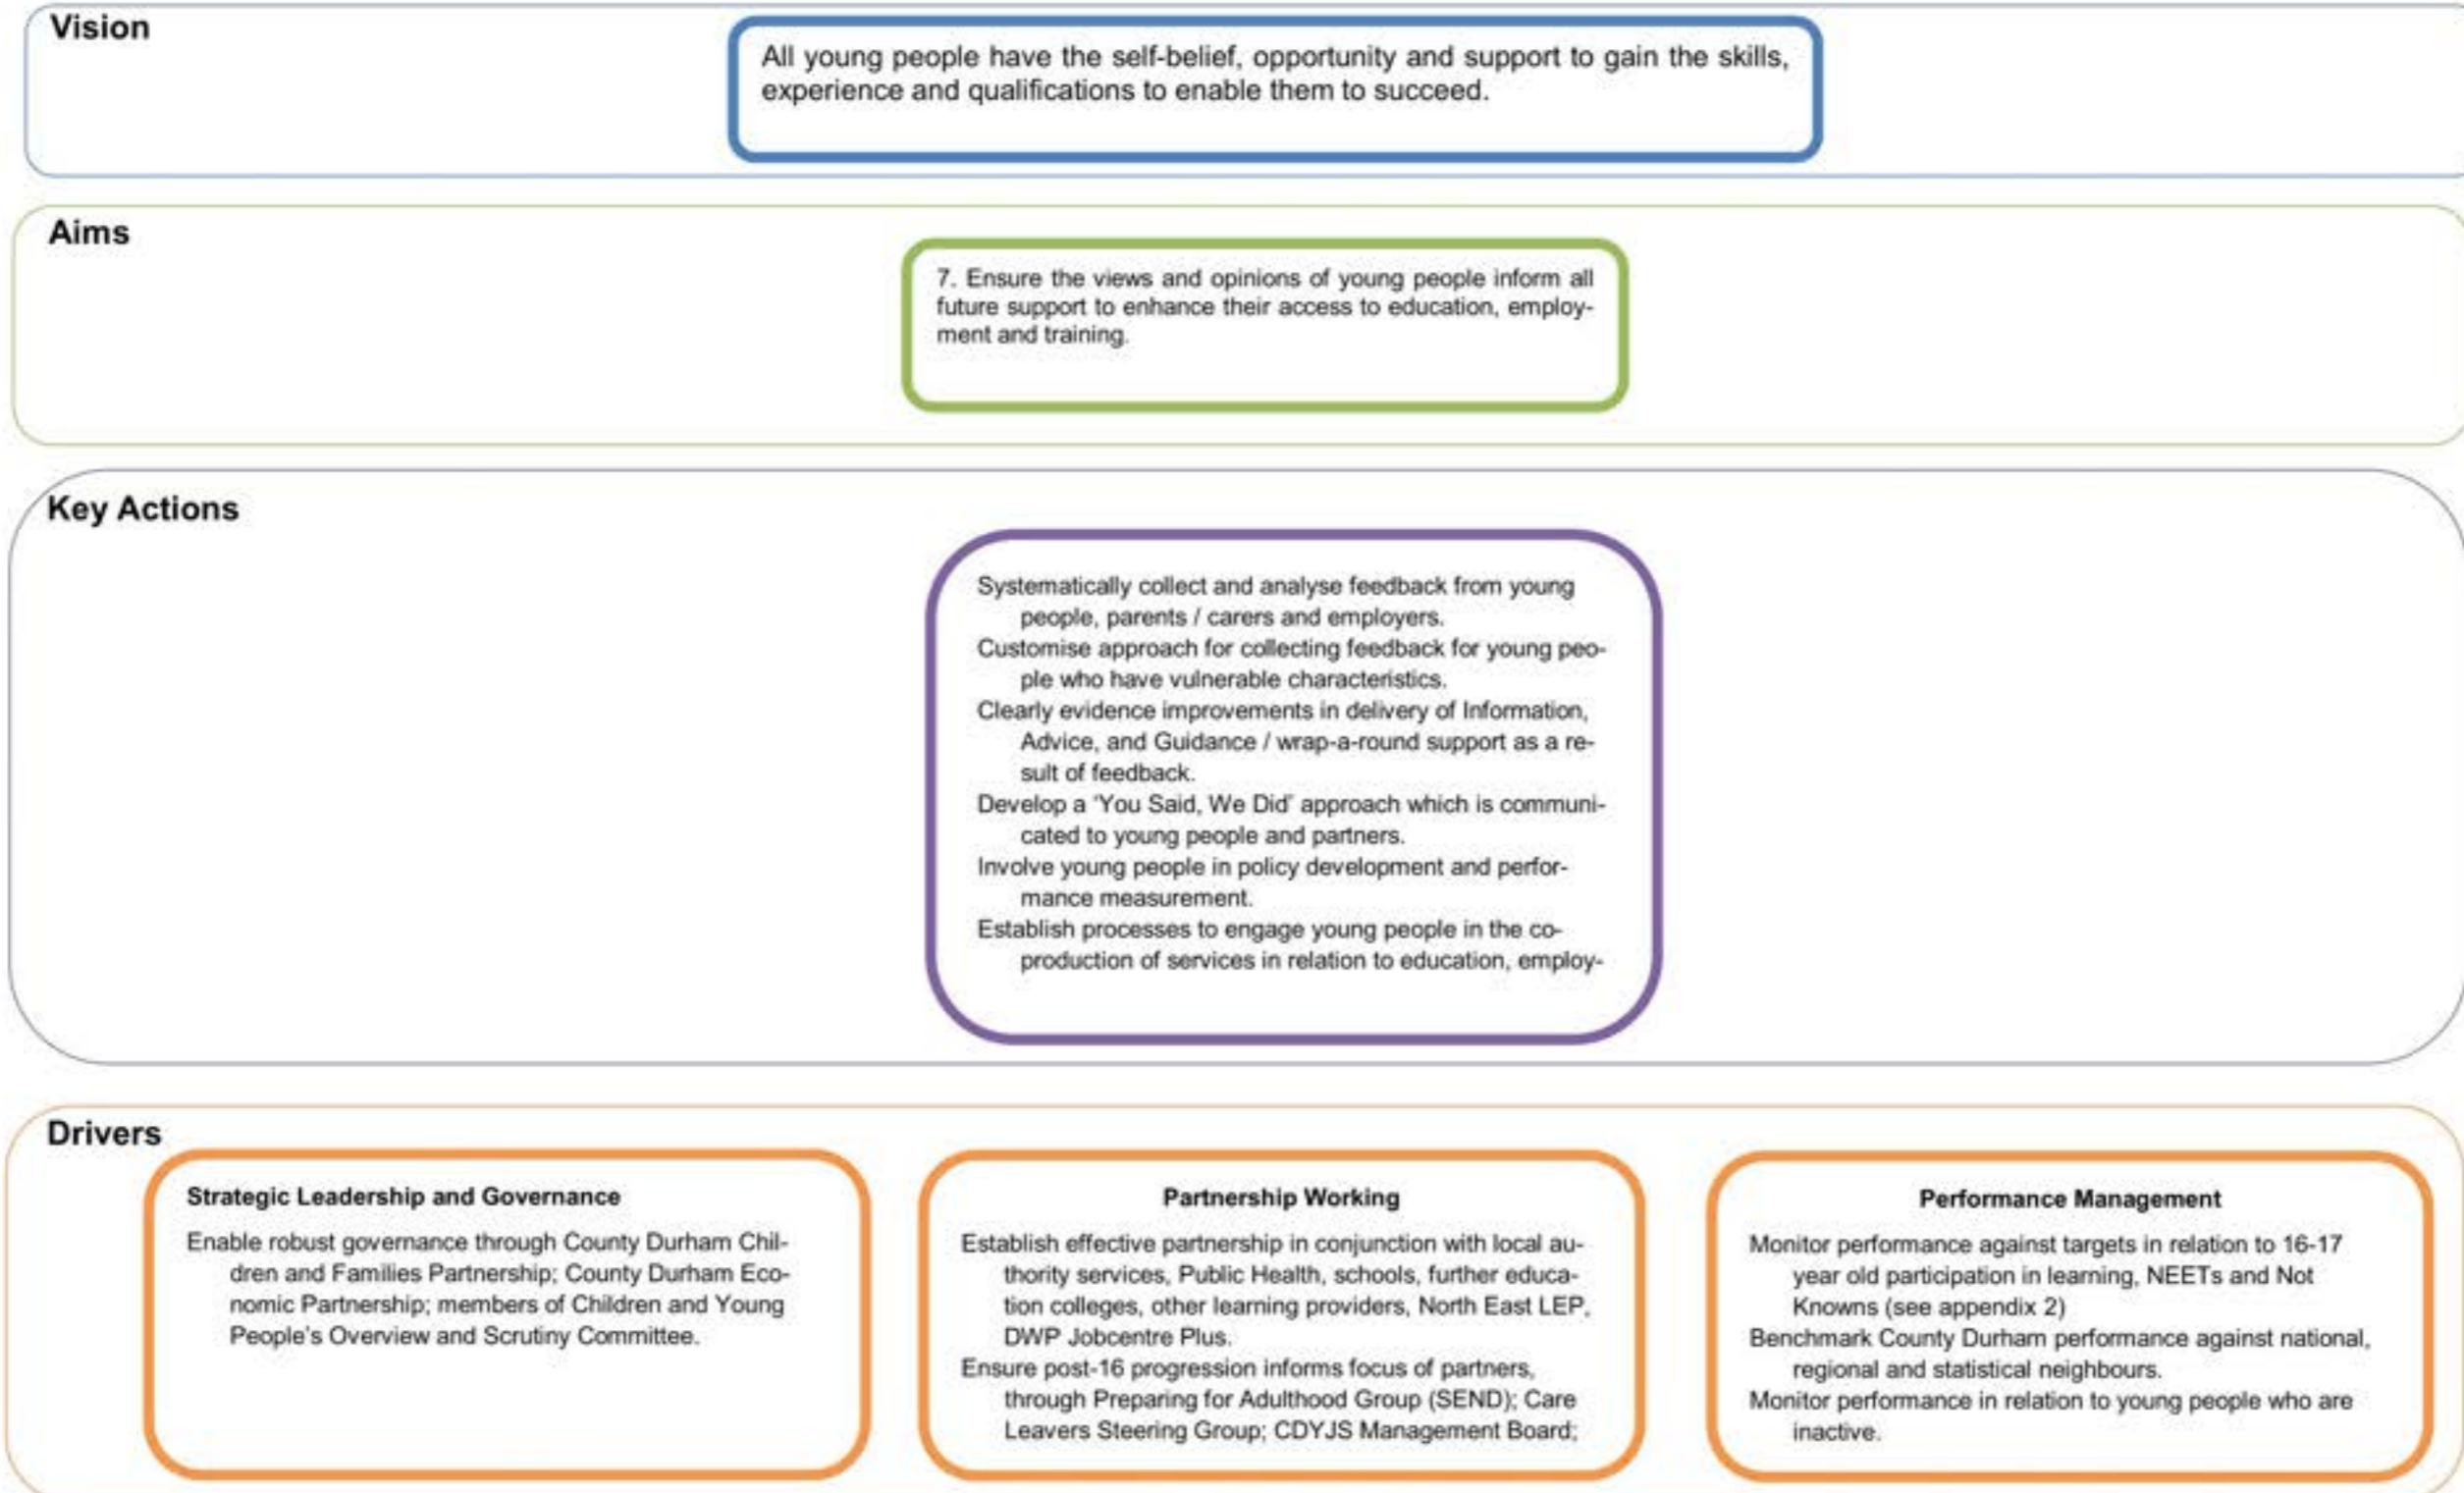 Vision
All young people have the self-belief, opportunity and support to gain the skills,
experience and qualifications to enable them to succeed.
Aims
7. Ensure the views and opinions of young people inform all
future support to enhance their access to education, employ-
ment and training.
Key Actions
Systematically collect and analyse feedback from young
people, parents / carers and employers.
Customise approach for collecting feedback for young peo-
ple who have vulnerable characteristics.
Clearly evidence improvements in delivery of Information,
Advice, and Guidance / wrap-a-round support as a re-
sult of feedback.
Develop a 'You Said, We Did' approach which is communi-
cated to young people and partners.
Involve young people in policy development and perfor-
mance measurement.
Establish processes to engage young people in the co-
production of services in relation to education, employ-
Drivers
Strategic Leadership and Governance
Enable robust governance through County Durham Chil-
dren and Families Partnership; County Durham Eco-
nomic Partnership; members of Children and Young
People's Overview and Scrutiny Committee.
Partnership Working
Establish effective partnership in conjunction with local au-
thority services, Public Health, schools, further educa-
tion colleges, other learning providers, North East LEP,
DWP Jobcentre Plus.
Ensure post-16 progression informs focus of partners,
through Preparing for Adulthood Group (SEND); Care
Leavers Steering Group; CDYJS Management Board;
Performance Management
Monitor performance against targets in relation to 16-17
year old participation in learning, NEETs and Not
Knowns (see appendix 2)
Benchmark County Durham performance against national,
regional and statistical neighbours.
Monitor performance in relation to young people who are
inactive.